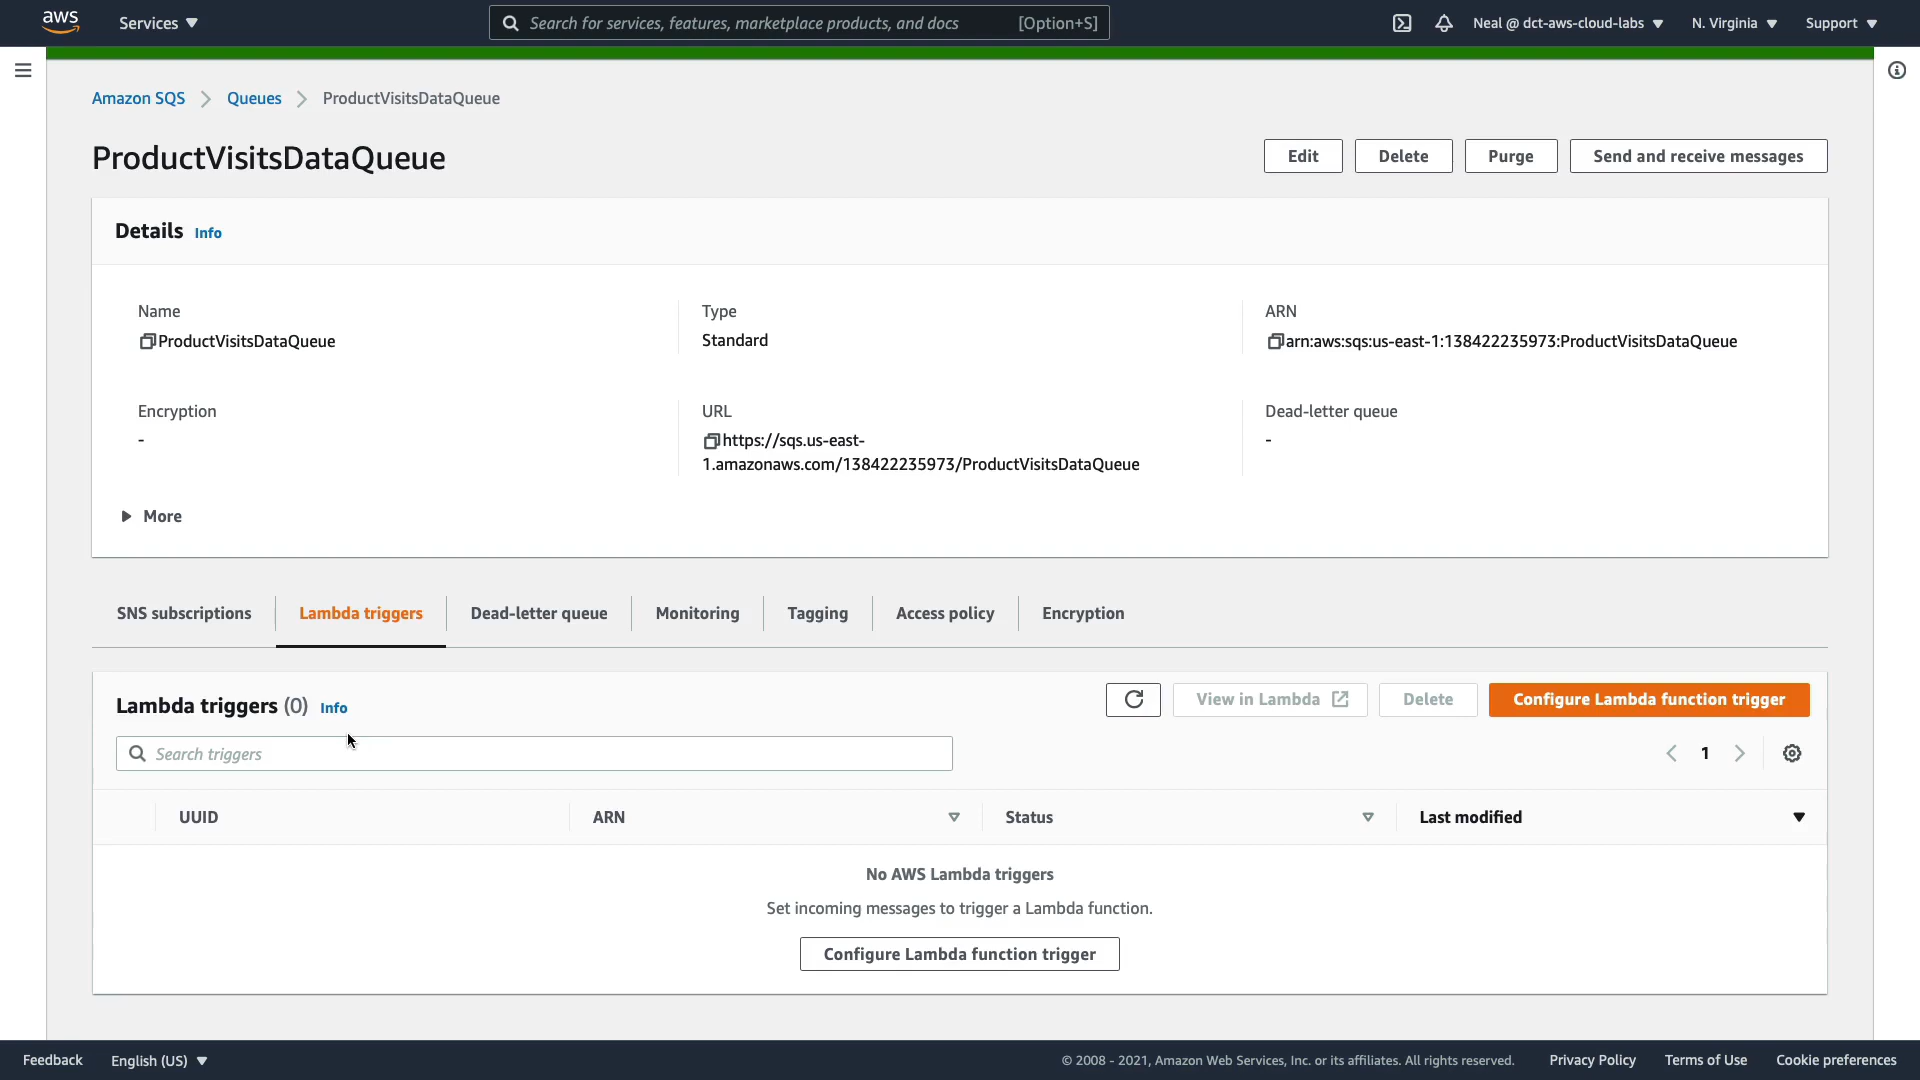 aws
Services
Search for services, features, marketplace products, and docs [Option+S]
Neal @ dct-aws-cloud-labs
N. Virginia
Support
Amazon SQS
Queues
ProductVisitsDataQueue
ProductVisitsDataQueue
Edit
Delete
Purge
Send and receive messages
Details Info
Name
ProductVisitsDataQueue
Type
Standard
ARN
arn:aws:sqs:us-east-1:138422235973:ProductVisitsDataQueue
Encryption
-
URL
https://sqs.us-east-
1.amazonaws.com/138422235973/ProductVisitsDataQueue
Dead-letter queue
-
More
SNS subscriptions
Lambda triggers
Dead-letter queue
Monitoring
Tagging
Access policy
Encryption
Lambda triggers (0) Info
View in Lambda
Delete
Configure Lambda function trigger
Search triggers
1
UUID
ARN
Status
Last modified
No AWS Lambda triggers
Set incoming messages to trigger a Lambda function.
Configure Lambda function trigger
Feedback
English (US)
© 2008 - 2021, Amazon Web Services, Inc. or its affiliates. All rights reserved.
Privacy Policy
Terms of Use
Cookie preferences